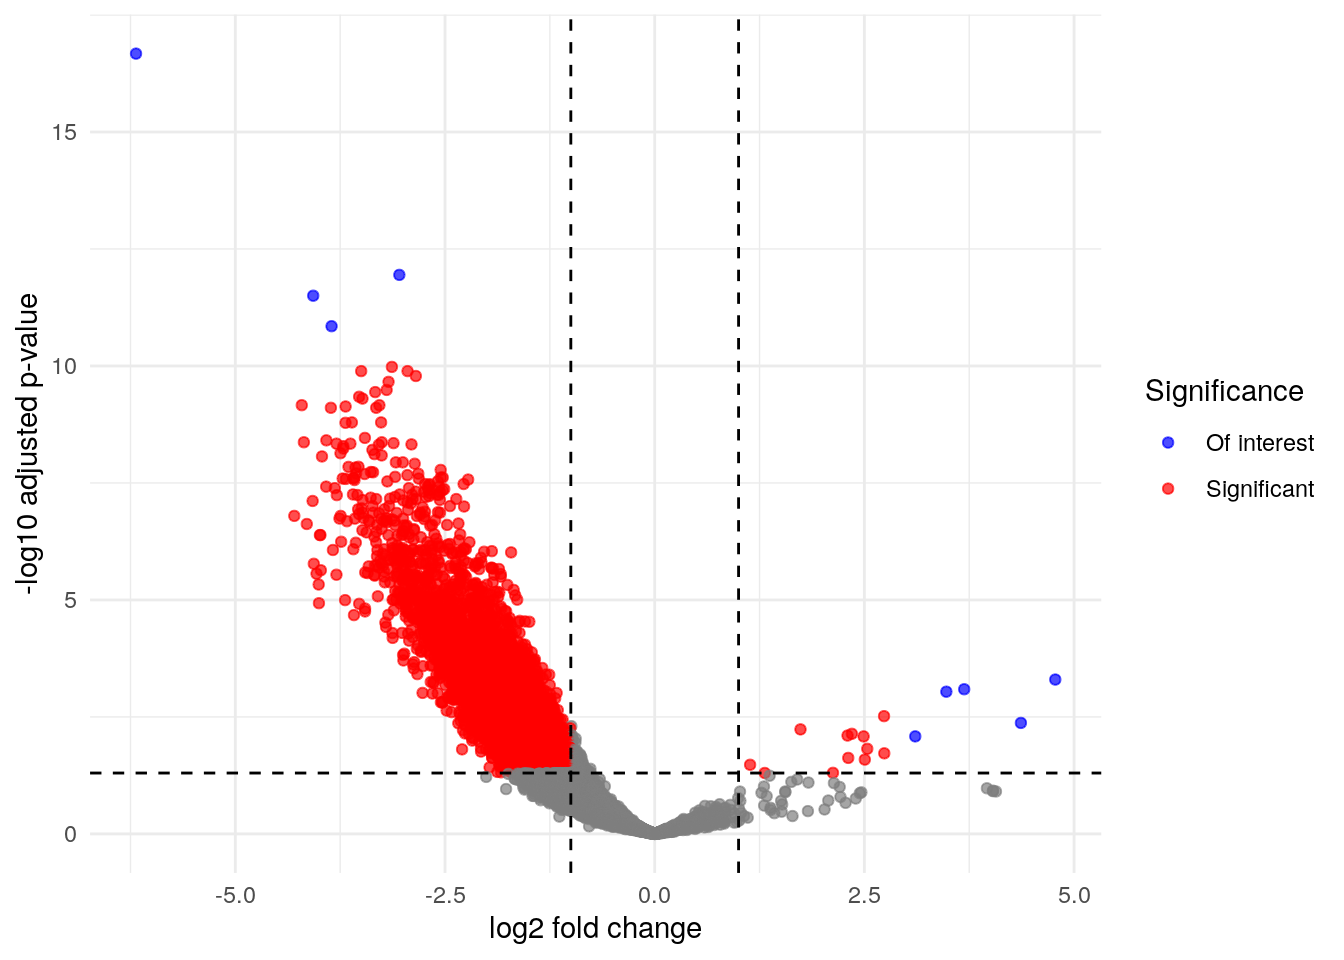 15
10
5
0
-log10 adjusted p-value
-5.0
-2.5
0.0
2.5
5.0
log2 fold change
Significance
Of interest
Significant